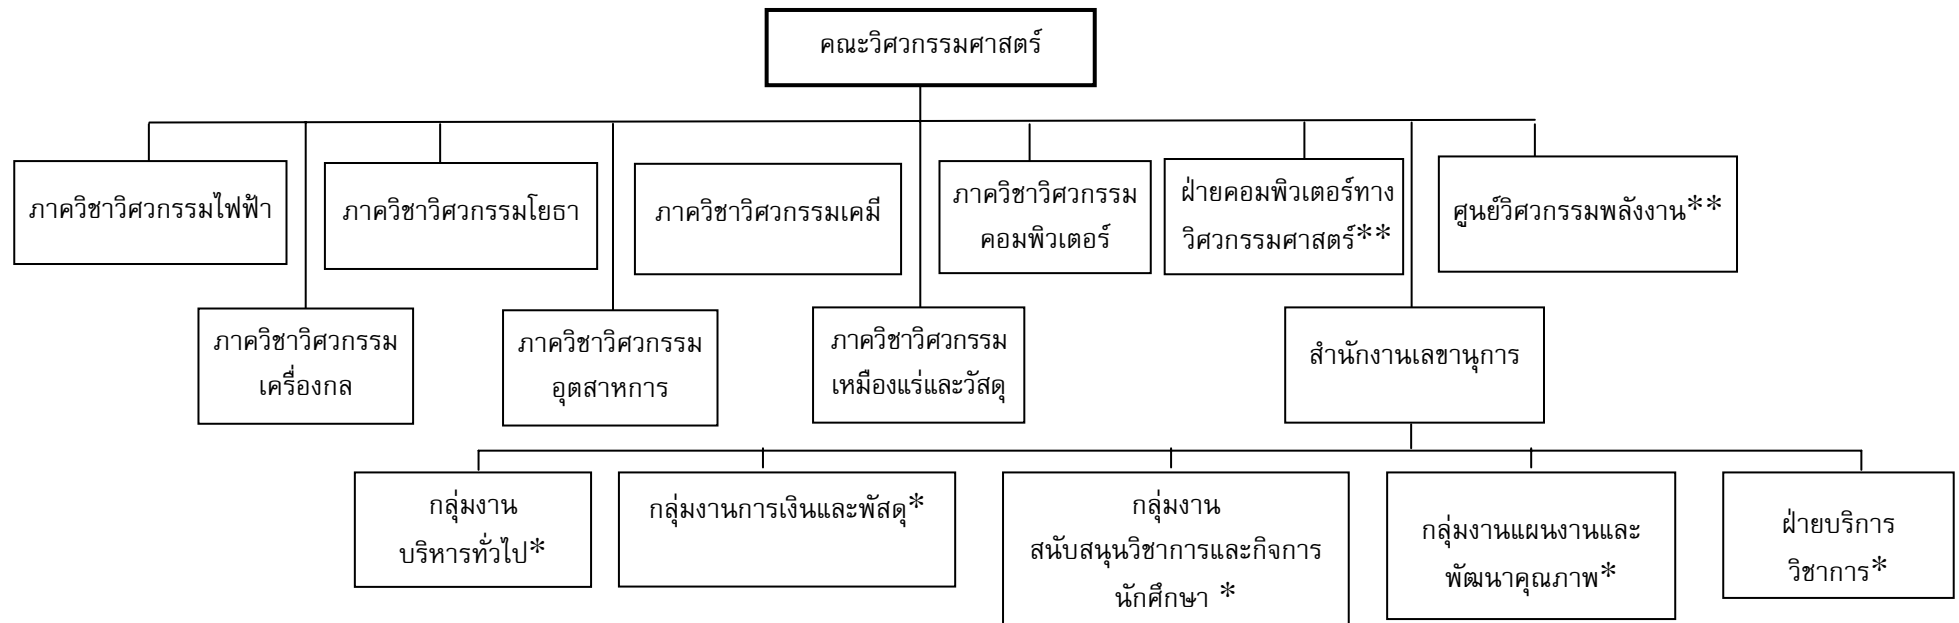 คณะวิศวกรรมศาสตร์
ภาควิชาวิศวกรรมไฟฟ้า
ภาควิชาวิศวกรรมโยธา
ภาควิชาวิศวกรรมเคมี
ภาควิชาวิศวกรรม
คอมพิวเตอร์
ฝ่ายคอมพิวเตอร์ทาง
วิศวกรรมศาสตร์**
ศูนย์วิศวกรรมพลังงาน**
ภาควิชาวิศวกรรม
เครื่องกล
ภาควิชาวิศวกรรม
อุตสาหการ
ภาควิชาวิศวกรรม
เหมืองแร่และวัสดุ
สำนักงานเลขานุการ
กลุ่มงาน
บริหารทั่วไป*
กลุ่มงานการเงินและพัสดุ*
กลุ่มงาน
สนับสนุนวิชาการและกิจการ
นักศึกษา *
กลุ่มงานแผนงานและ
พัฒนาคุณภาพ*
ฝ่ายบริการ
วิชาการ*